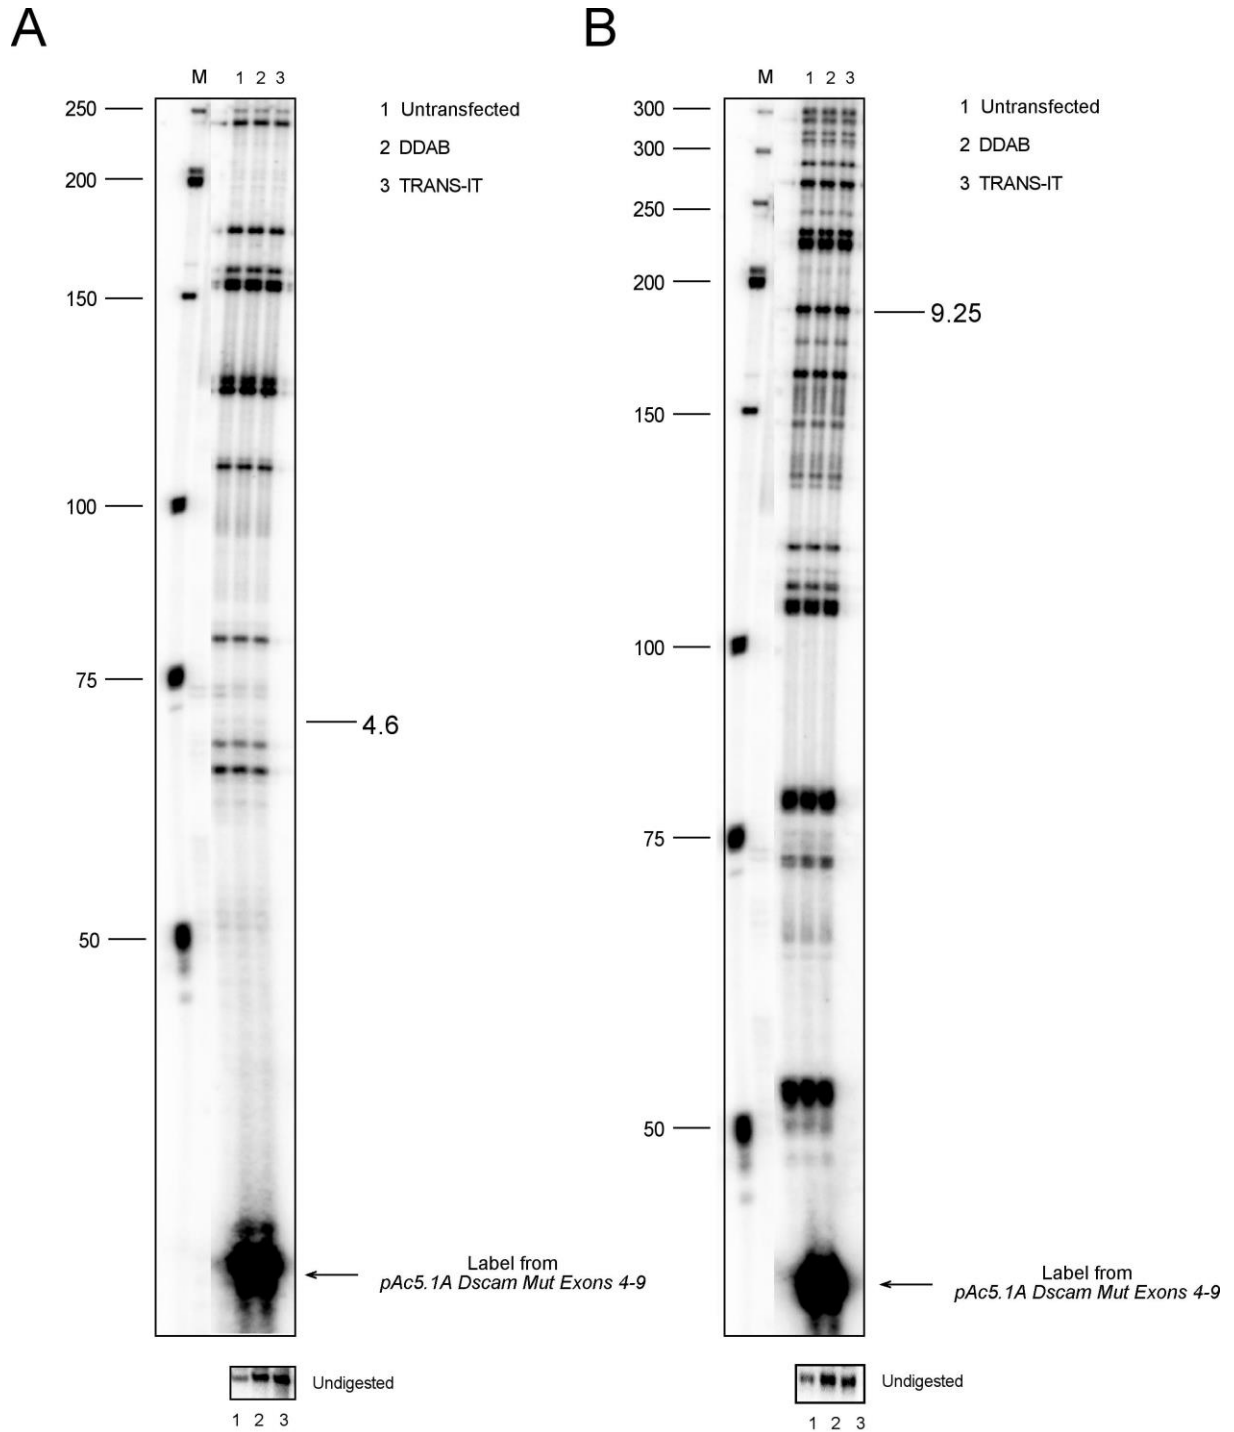 A
M 1 2 3
250
200
150
100
75
50
1 Untransfected
2 DDAB
3 TRANS-IT
4.6
Label from
pAc5.1A Dscam Mut Exons 4-9
Undigested
1 2 3
B
M 1 2 3
300
300
250
200
150
100
75
50
1 Untransfected
2 DDAB
3 TRANS-IT
9.25
Label from
pAc5.1A Dscam Mut Exons 4-9
Undigested
1 2 3